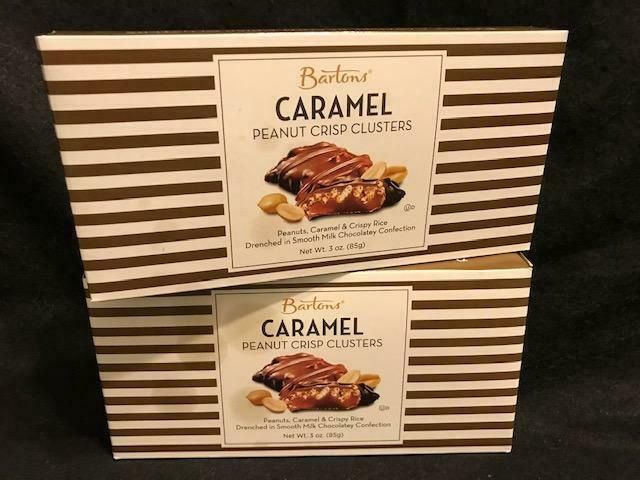 Bartons®
CARAMEL
PEANUT CRISP CLUSTERS
Ⓤ D
Peanuts, Caramel & Crispy Rice
Drenched in Smooth Milk Chocolatey Confection
Net Wt. 3 oz. (85g)
Bartons®
CARAMEL
PEANUT CRISP CLUSTERS
Ⓤ D
Peanuts, Caramel & Crispy Rice
Drenched in Smooth Milk Chocolatey Confection
Net Wt. 3 oz. (85g)